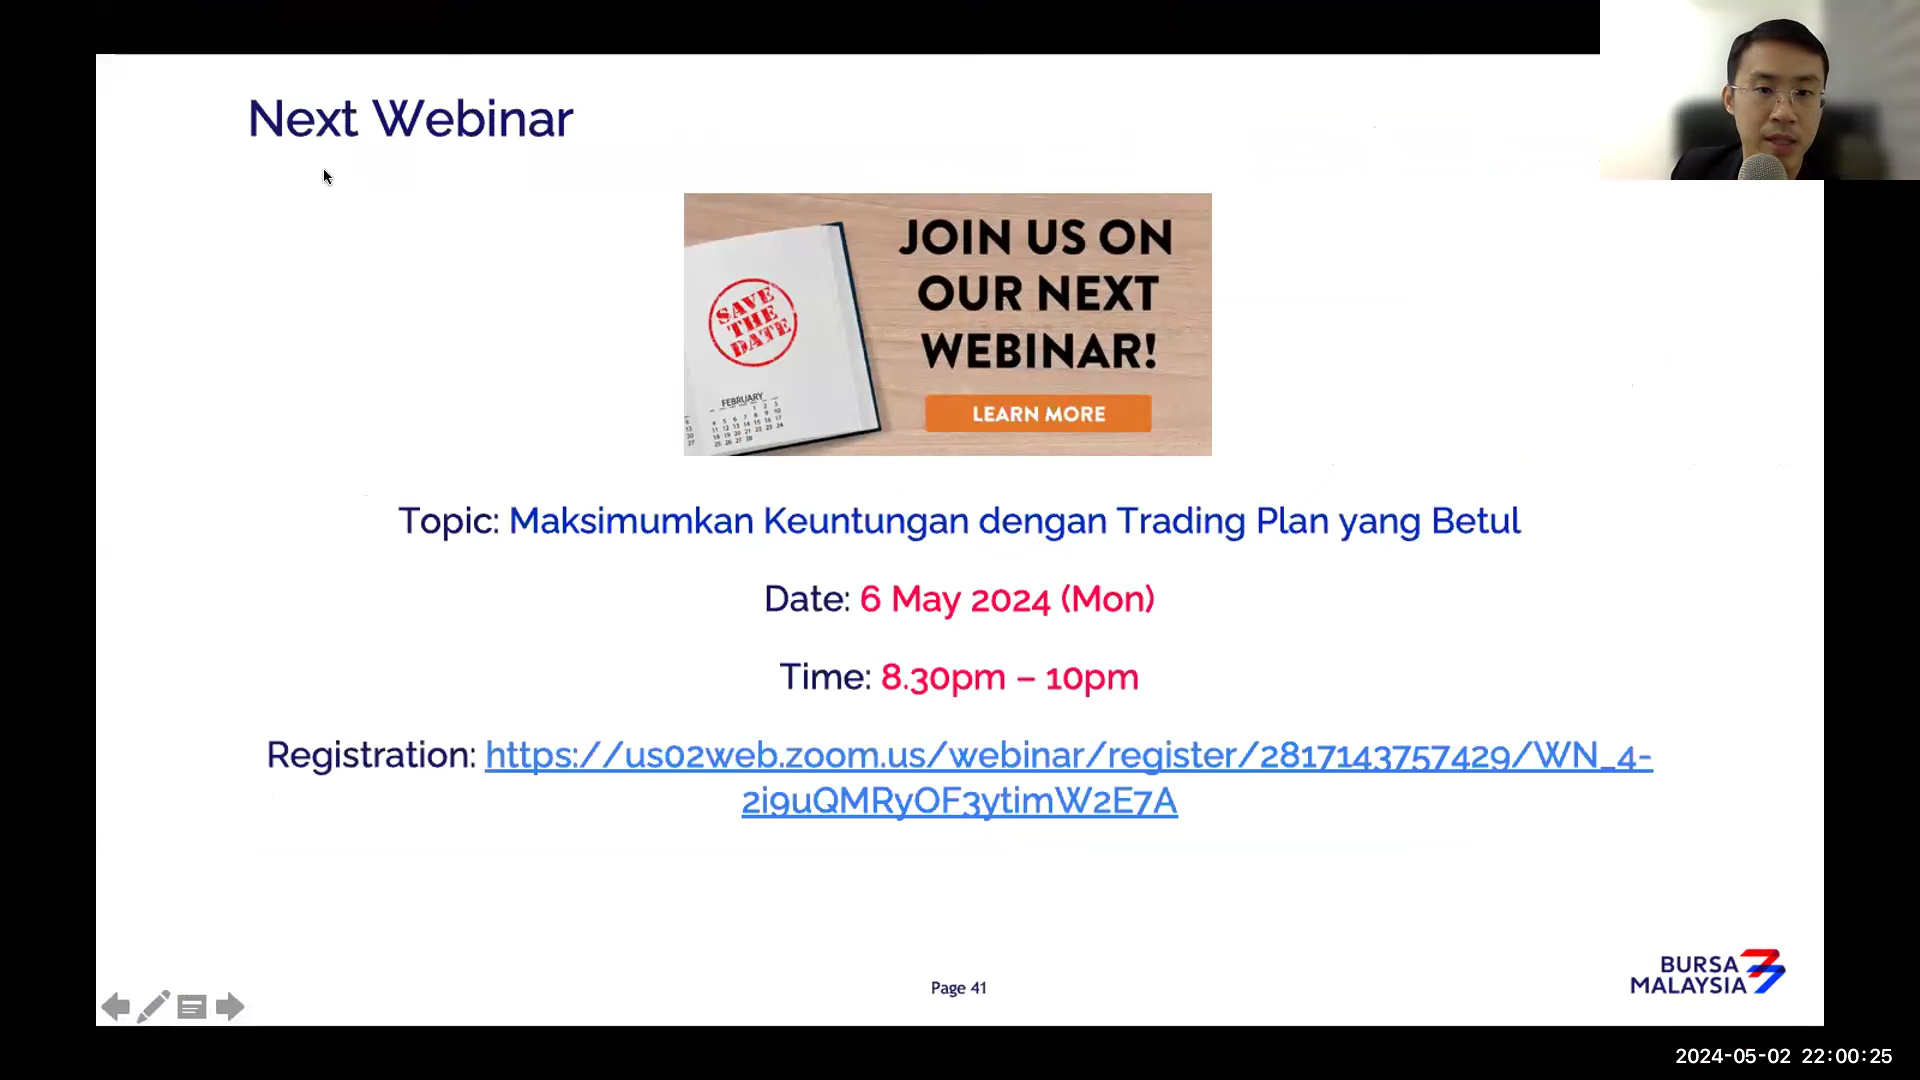 Next Webinar
JOIN US ON
OUR NEXT
WEBINAR!
SAVE
THE
DATE
FEBRUARY
LEARN MORE
Topic: Maksimumkan Keuntungan dengan Trading Plan yang Betul
Date: 6 May 2024 (Mon)
Time: 8.30pm – 10pm
Registration: https://us02web.zoom.us/webinar/register/2817143757429/WN_4-
2i9uQMRyOF3ytimW2E7A
Page 41
BURSA
MALAYSIA
2024-05-02 22:00:25